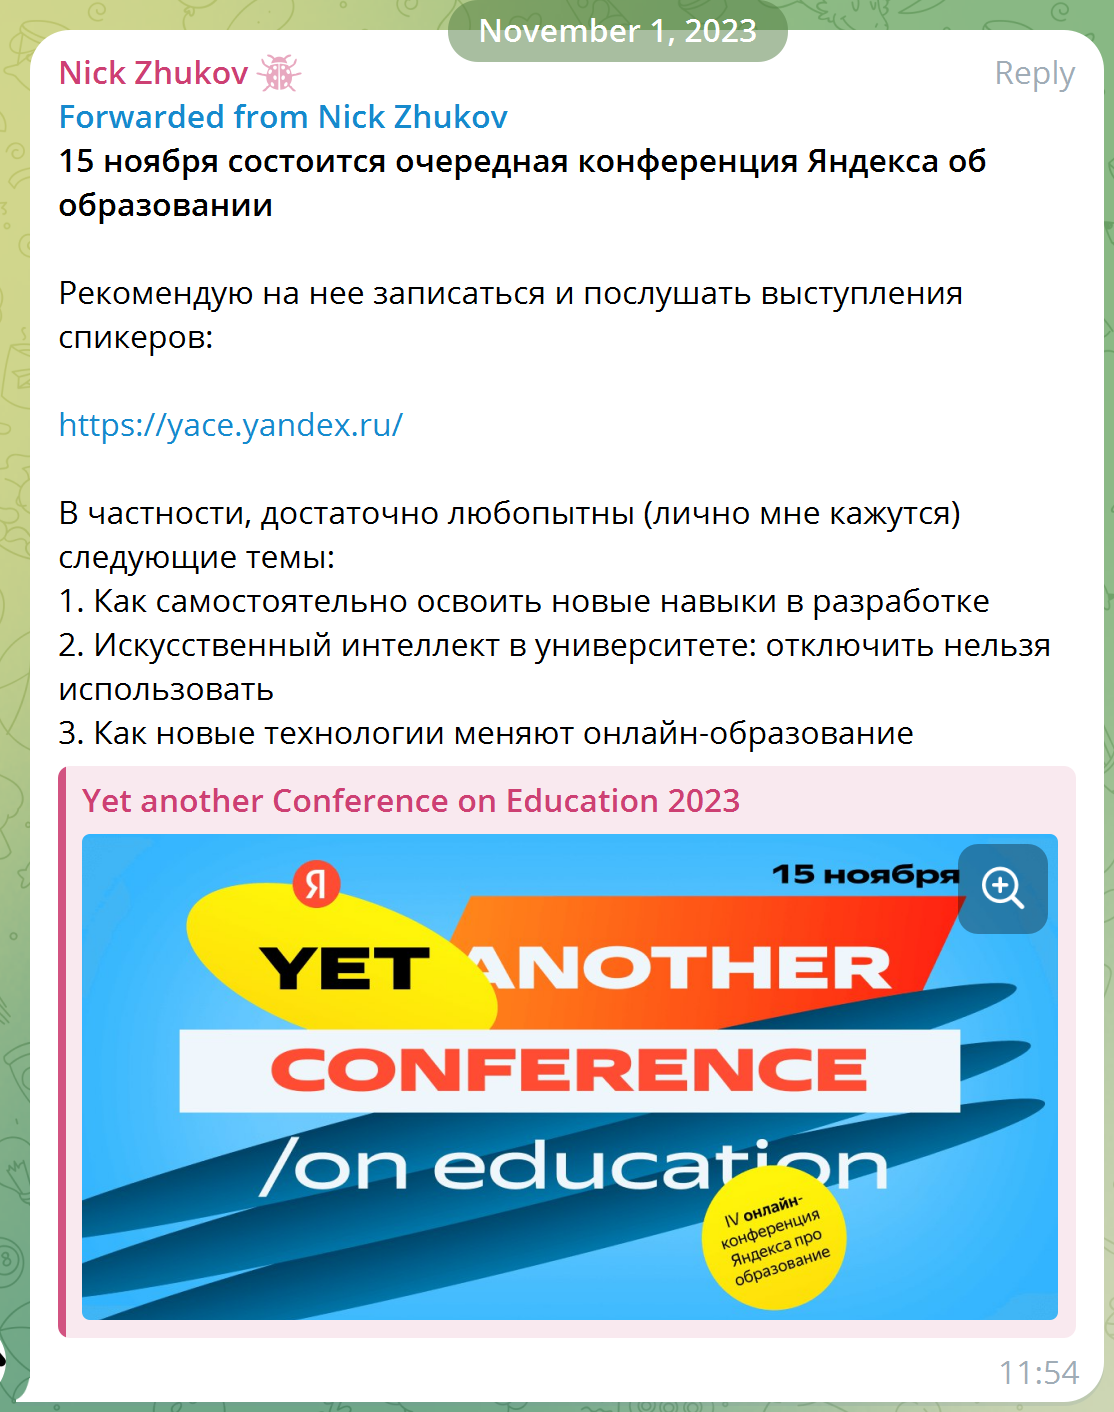 November 1, 2023
Nick Zhukov
Reply
Forwarded from Nick Zhukov
15 ноября состоится очередная конференция Яндекса об
образовании
Рекомендую на нее записаться и послушать выступления
спикеров:
https://yace.yandex.ru/
В частности, достаточно любопытны (лично мне кажутся)
следующие темы:
1. Как самостоятельно освоить новые навыки в разработке
2. Искусственный интеллект в университете: отключить нельзя
использовать
3. Как новые технологии меняют онлайн-образование
Yet another Conference on Education 2023
15 ноября
Я
YET ANOTHER
CONFERENCE
/on education
IV онлайн-
конференция
Яндекса про
образование
11:54